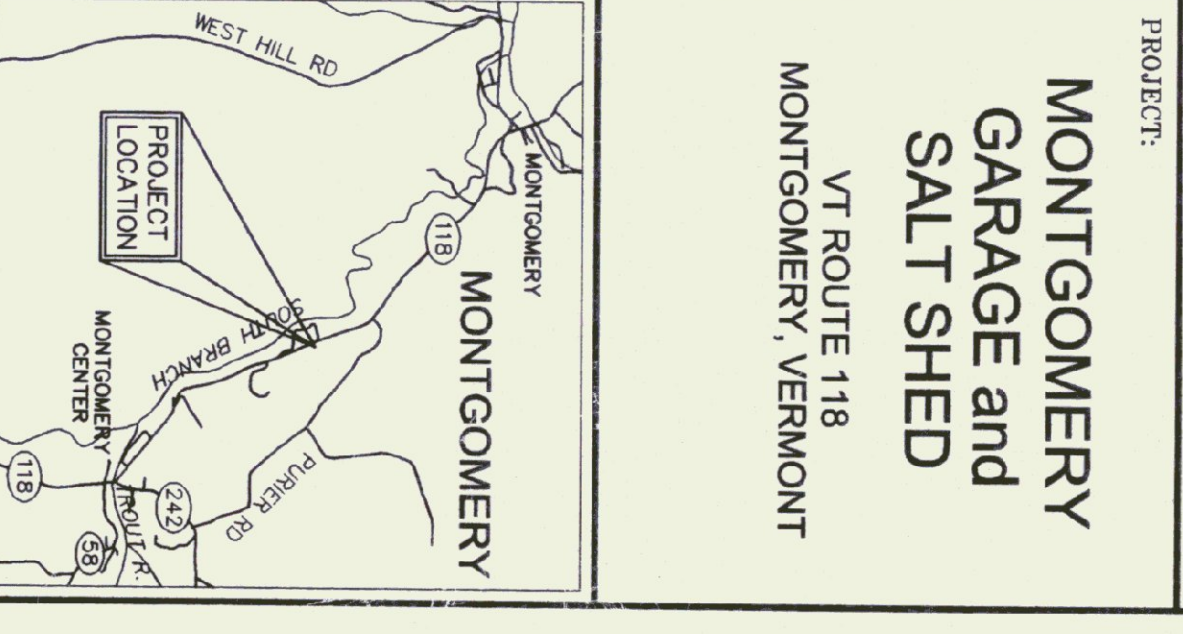 PROJECT:
MONTGOMERY
GARAGE and
SALT SHED
VT ROUTE 118
MONTGOMERY, VERMONT
MONTGOMERY
118
MONTGOMERY
WEST HILL RD
PROJECT
LOCATION
SOUTH BRANCH
PURIER RD
MONTGOMERY
CENTER
242
TROUT R.
118
58